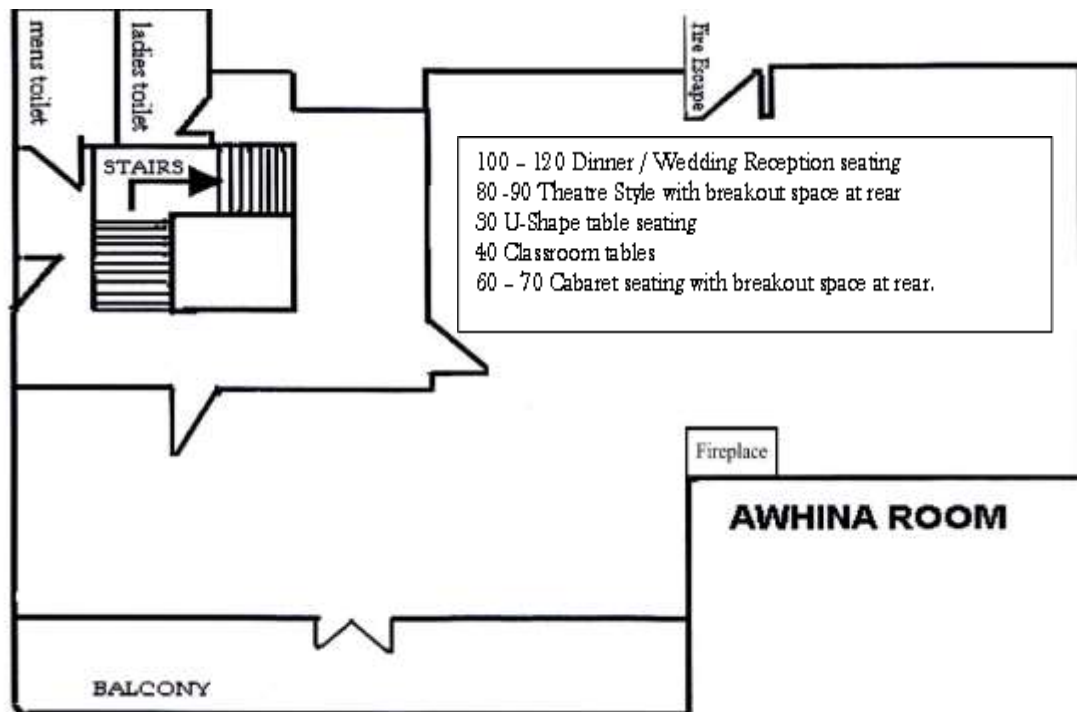 mens toilet
ladies toilet
Fire Escape
STAIRS
100 – 120 Dinner / Wedding Reception seating
80 -90 Theatre Style with breakout space at rear
30 U-Shape table seating
40 Classroom tables
60 – 70 Cabaret seating with breakout space at rear.
Fireplace
AWHINA ROOM
BALCONY